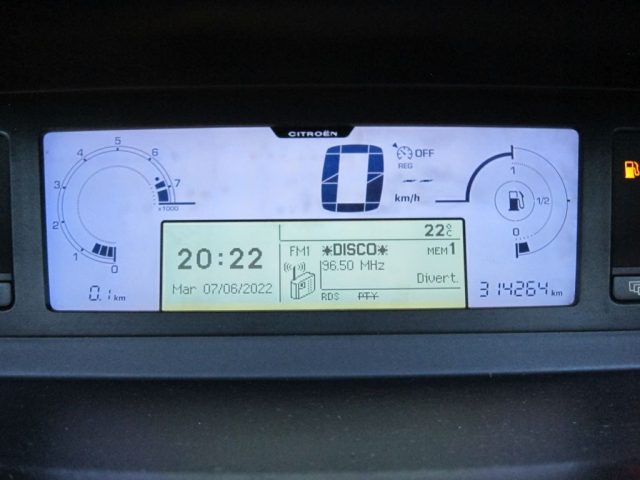 CITROËN
0 1 2 3 4 5 6 7
x1000
0.1 km
0
km/h
OFF
REG
--
1
1/2
0
314264 km
22°C
20:22
Mar 07/06/2022
FM1 *DISCO* MEM1
96.50 MHz
Divert.
RDS PTY